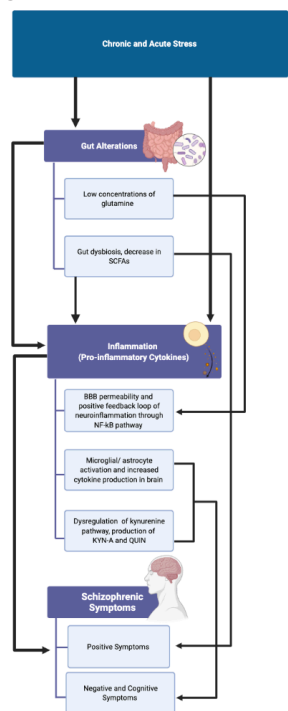 Chronic and Acute Stress
Gut Alterations
Low concentrations of
glutamine
Gut dysbiosis, decrease in
SCFAs
Inflammation
(Pro-inflammatory Cytokines)
BBB permeability and
positive feedback loop of
neuroinflammation through
NF-kB pathway
Microglial/ astrocyte
activation and increased
cytokine production in brain
Dysregulation of kynurenine
pathway, production of
KYN-A and QUIN
Schizophrenic
Symptoms
Positive Symptoms
Negative and Cognitive
Symptoms